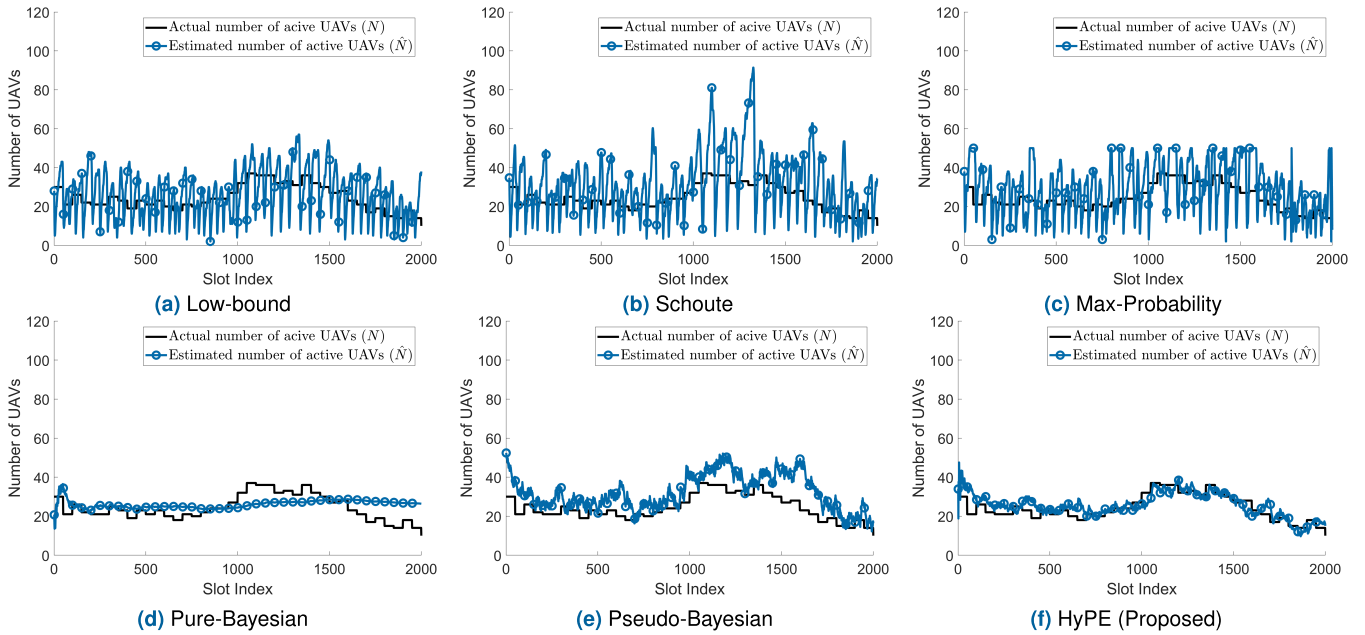 120
100
80
60
40
20
0
Number of UAVs
Actual number of acive UAVs (N)
Estimated number of active UAVs (N̂)
0 500 1000 1500 2000
Slot Index
(a) Low-bound
120
100
80
60
40
20
0
Number of UAVs
Actual number of acive UAVs (N)
Estimated number of active UAVs (N̂)
0 500 1000 1500 2000
Slot Index
(b) Schoute
120
100
80
60
40
20
0
Number of UAVs
Actual number of acive UAVs (N)
Estimated number of active UAVs (N̂)
0 500 1000 1500 2000
Slot Index
(c) Max-Probability
120
100
80
60
40
20
0
Number of UAVs
Actual number of acive UAVs (N)
Estimated number of active UAVs (N̂)
0 500 1000 1500 2000
Slot Index
(d) Pure-Bayesian
120
100
80
60
40
20
0
Number of UAVs
Actual number of acive UAVs (N)
Estimated number of active UAVs (N̂)
0 500 1000 1500 2000
Slot Index
(e) Pseudo-Bayesian
120
100
80
60
40
20
0
Number of UAVs
Actual number of acive UAVs (N)
Estimated number of active UAVs (N̂)
0 500 1000 1500 2000
Slot Index
(f) HyPE (Proposed)